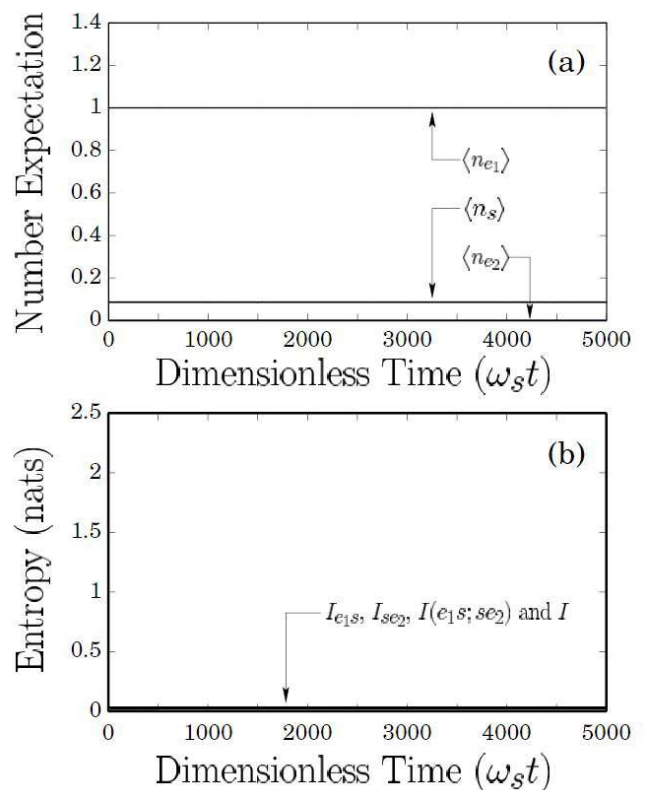 Number Expectation
1.4
1.2
1
0.8
0.6
0.4
0.2
0
(a)
⟨n_{e_1}⟩
⟨n_s⟩
⟨n_{e_2}⟩
0 1000 2000 3000 4000 5000
Dimensionless Time (ω_s t)
Entropy (nats)
2.5
2
1.5
1
0.5
0
(b)
I_{e_1 s}, I_{se_2}, I(e_1 s; se_2) and I
0 1000 2000 3000 4000 5000
Dimensionless Time (ω_s t)